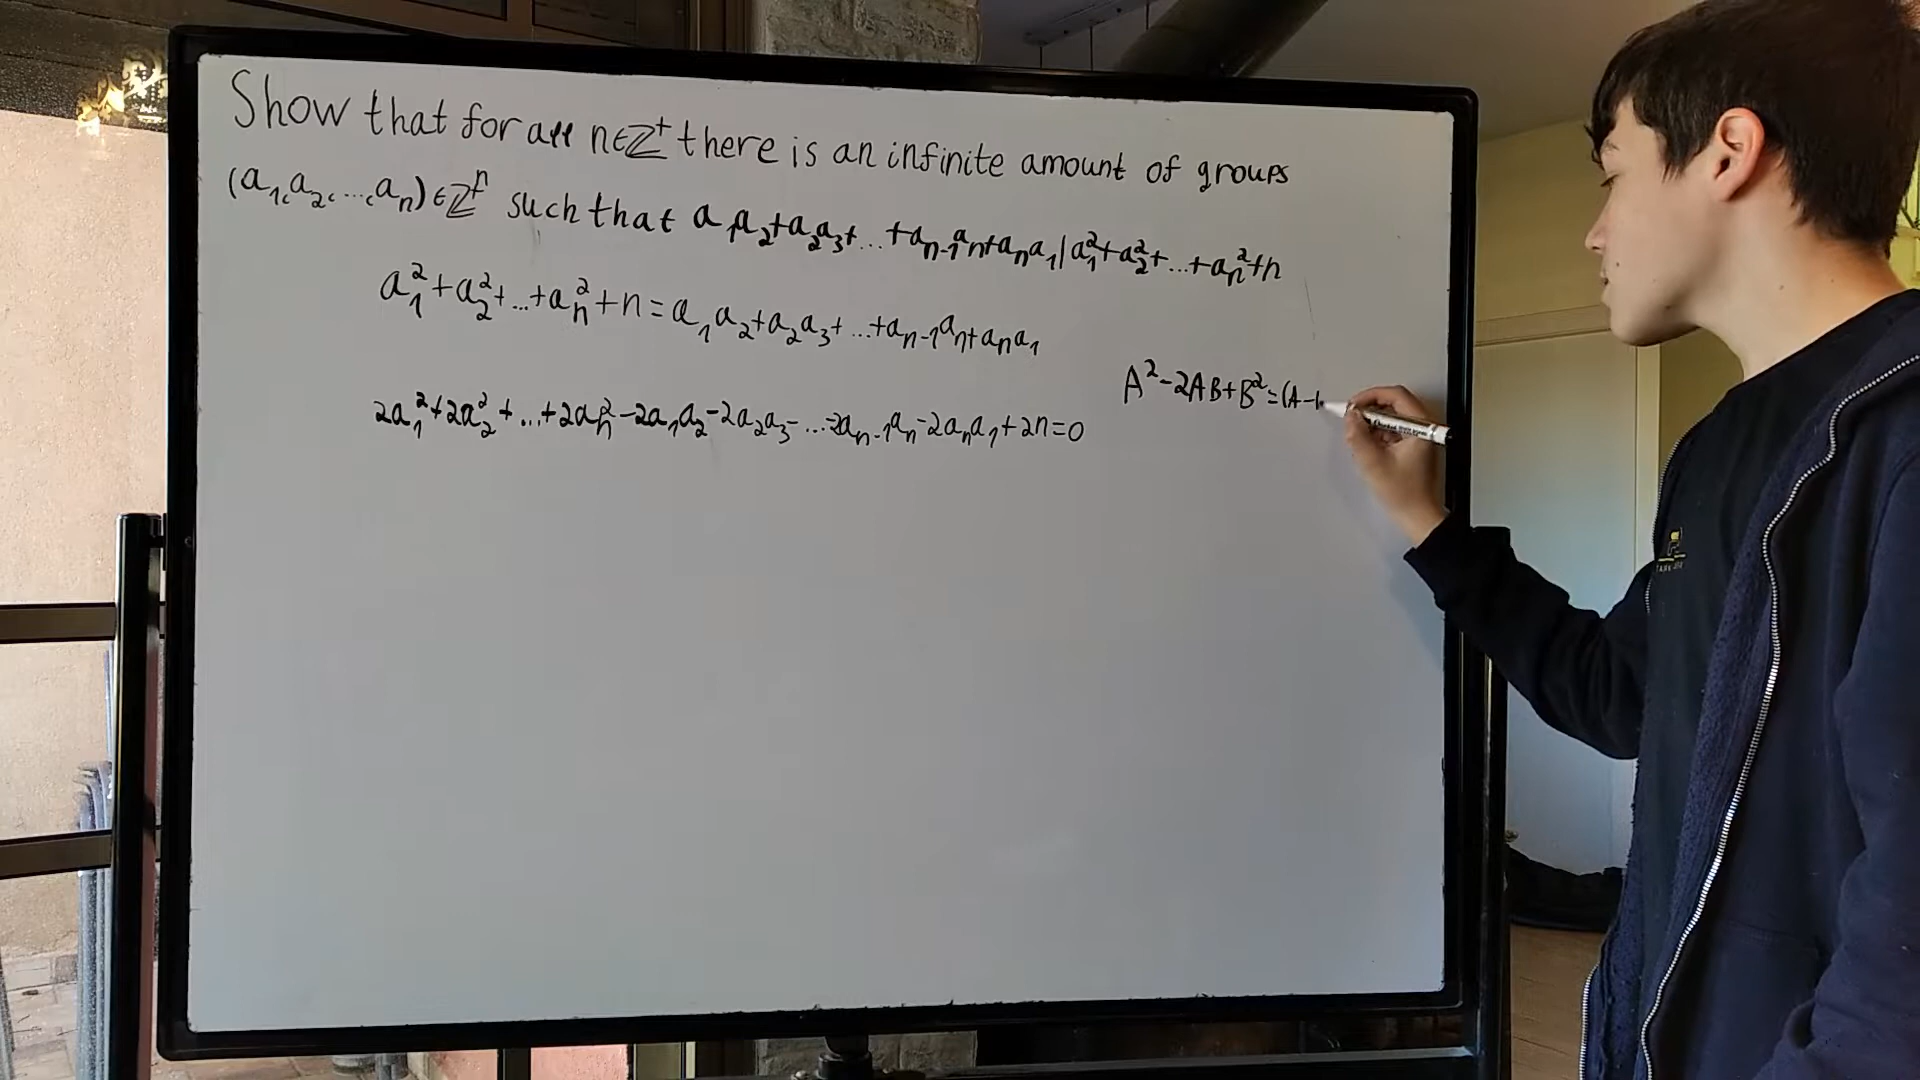 Show that for all n∈ℤ⁺ there is an infinite amount of groups
(a₁, a₂, ..., aₙ)∈ℤⁿ such that a₁a₂+a₂a₃+...+aₙ₋₁aₙ+aₙa₁|a₁²+a₂²+...+aₙ²+n
a₁²+a₂²+...+aₙ²+n=a₁a₂+a₂a₃+...+aₙ₋₁aₙ+aₙa₁
A²-2AB+B²=(A-
2a₁²+2a₂²+...+2aₙ²-2a₁a₂-2a₂a₃-...-2aₙ₋₁aₙ-2aₙa₁+2n=0